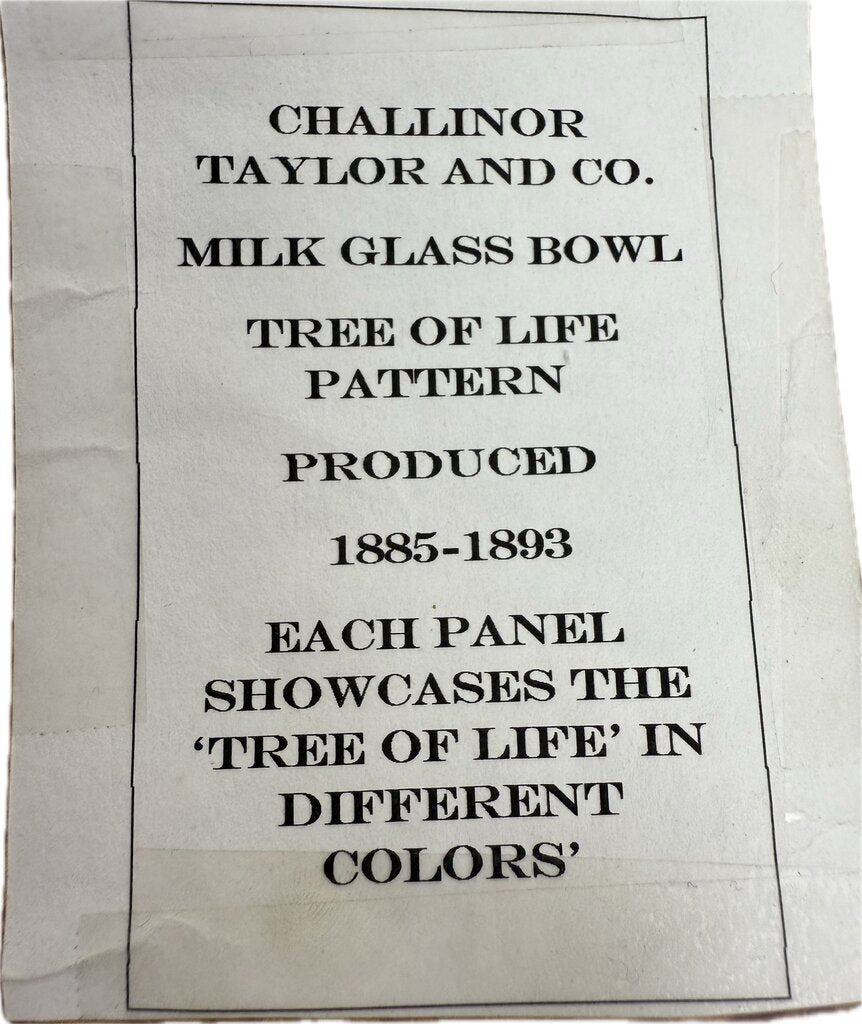 CHALLINOR
TAYLOR AND CO.
MILK GLASS BOWL
TREE OF LIFE
PATTERN
PRODUCED
1885-1893
EACH PANEL
SHOWCASES THE
‘TREE OF LIFE’ IN
DIFFERENT
COLORS’